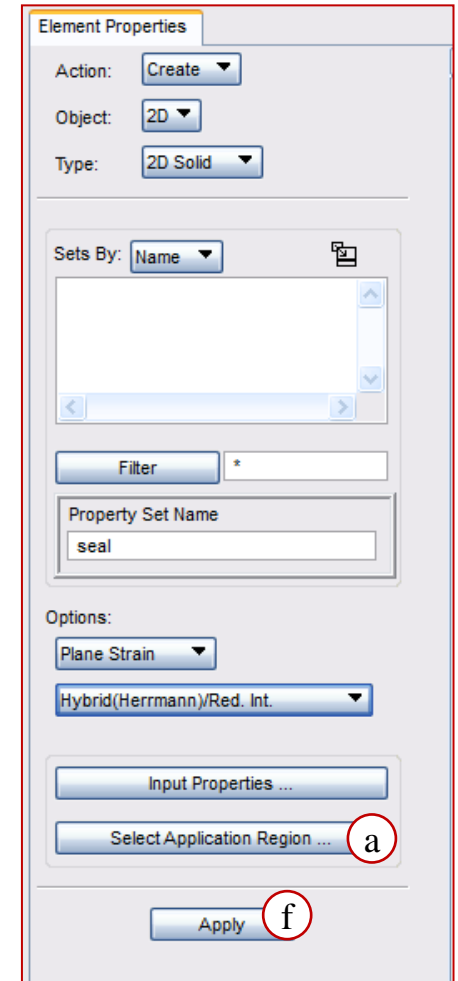 Element Properties
Action: Create
Object: 2D
Type: 2D Solid
Sets By: Name
Filter *
Property Set Name
seal
Options:
Plane Strain
Hybrid(Herrmann)/Red. Int.
Input Properties ...
Select Application Region ... a
Apply f